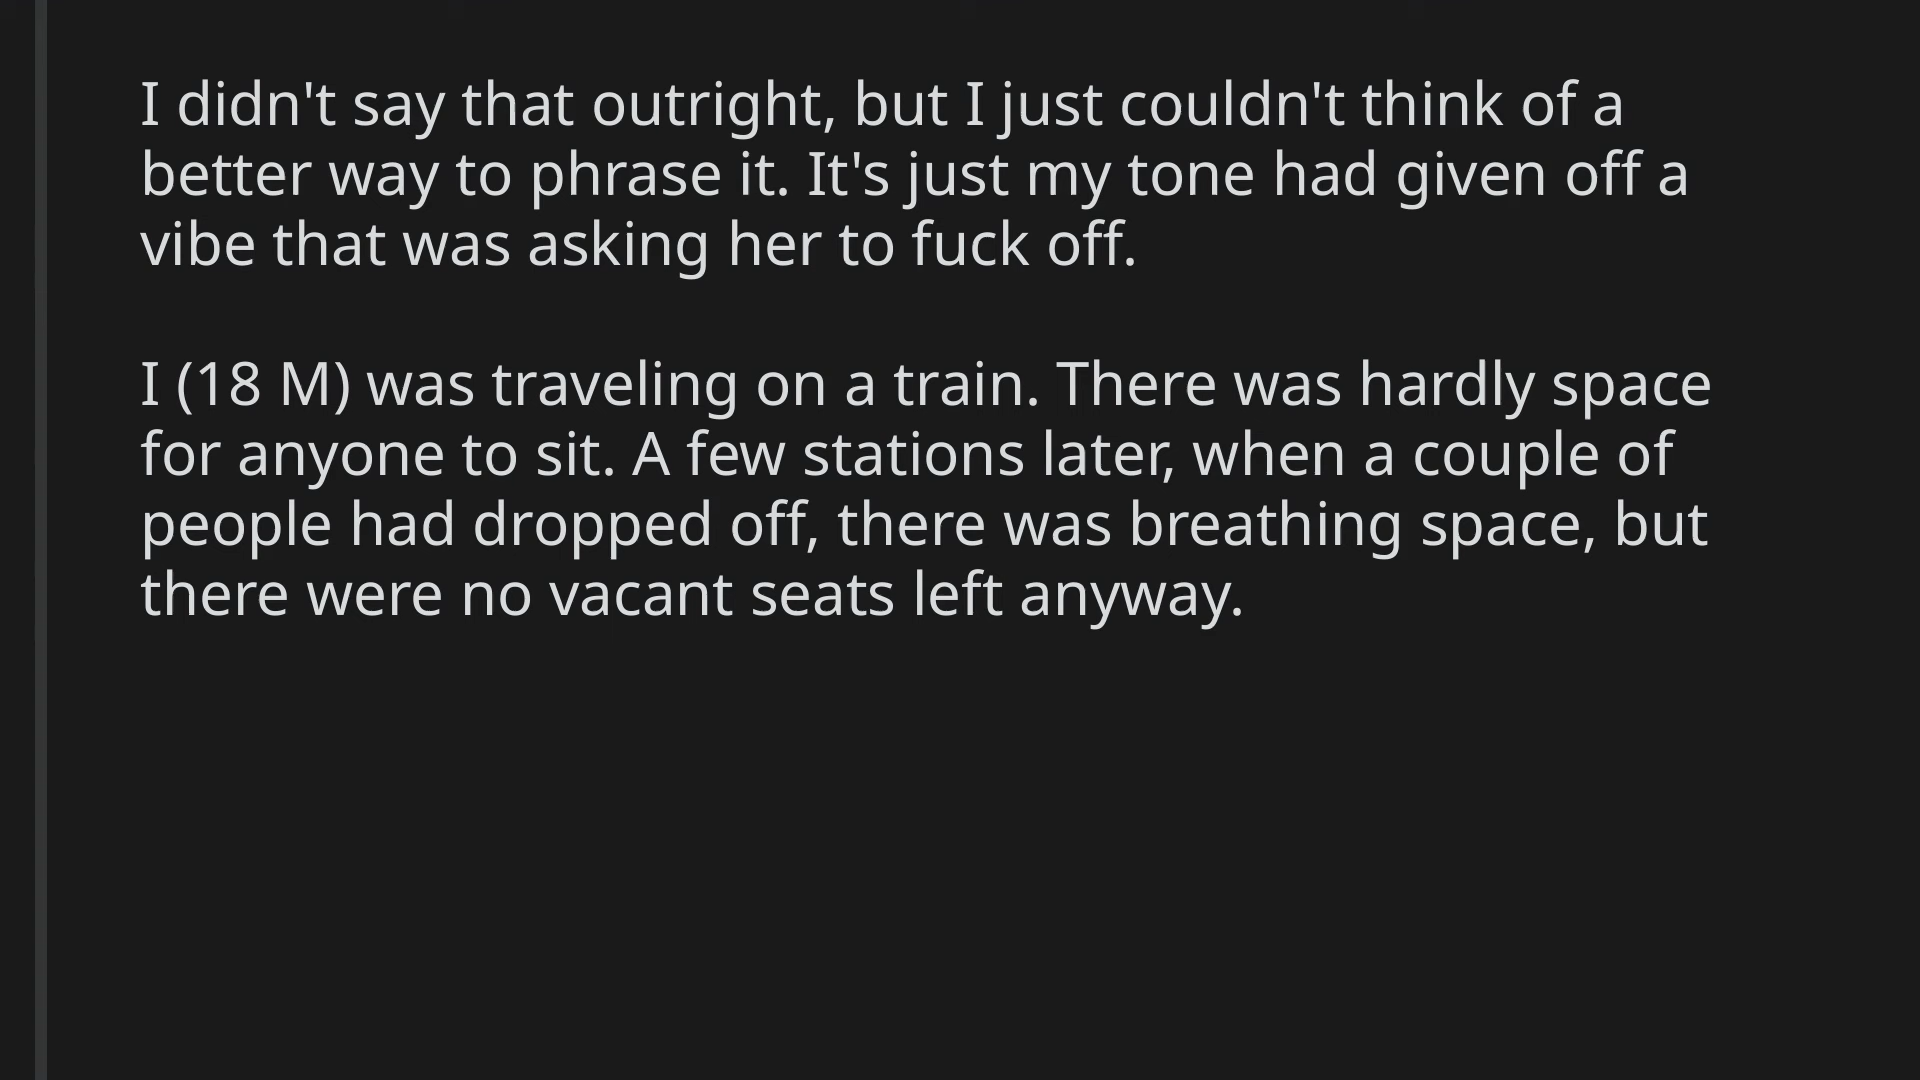 I didn't say that outright, but I just couldn't think of a
better way to phrase it. It's just my tone had given off a
vibe that was asking her to fuck off.
I (18 M) was traveling on a train. There was hardly space
for anyone to sit. A few stations later, when a couple of
people had dropped off, there was breathing space, but
there were no vacant seats left anyway.